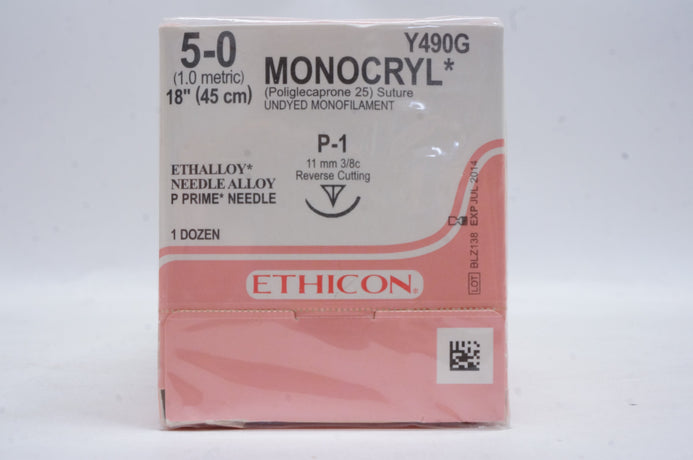 5-0
(1.0 metric)
18" (45 cm)
Y490G
MONOCRYL*
(Poliglecaprone 25) Suture
UNDYED MONOFILAMENT
P-1
11 mm 3/8c
Reverse Cutting
ETHALLOY*
NEEDLE ALLOY
P PRIME* NEEDLE
1 DOZEN
LOT BLZ138 EXP JUL 2014
ETHICON®